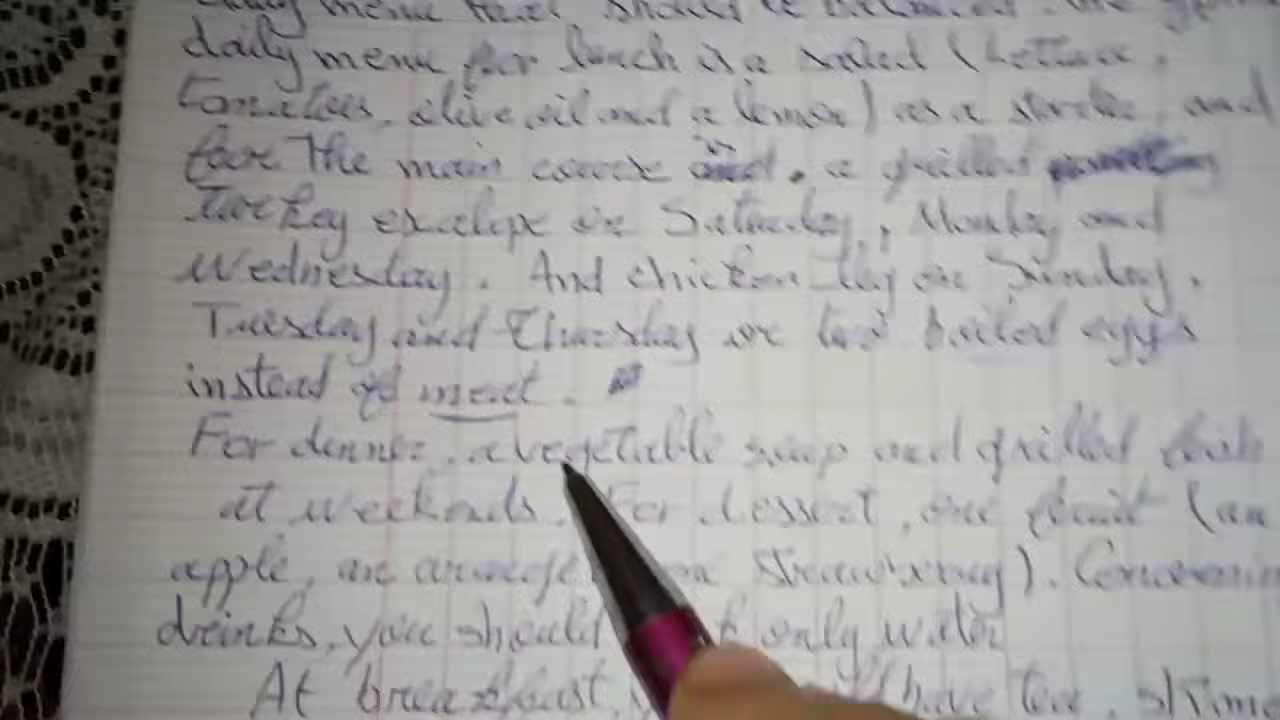 daily menu for lunch is a salad (lettuce,
tomatoes, olive oil and a lemon) as a starter and
for the main course a grilled
turkey escalope on Saturday, Monday and
Wednesday. And chicken leg on Sunday,
Tuesday and Thursday or two boiled eggs
instead of meat.
For dinner, a vegetable soup and grilled fish
at weekends. For dessert, one fruit (an
apple, an orange strawberry).
drinks, you should only water
At breakfast, have tea,